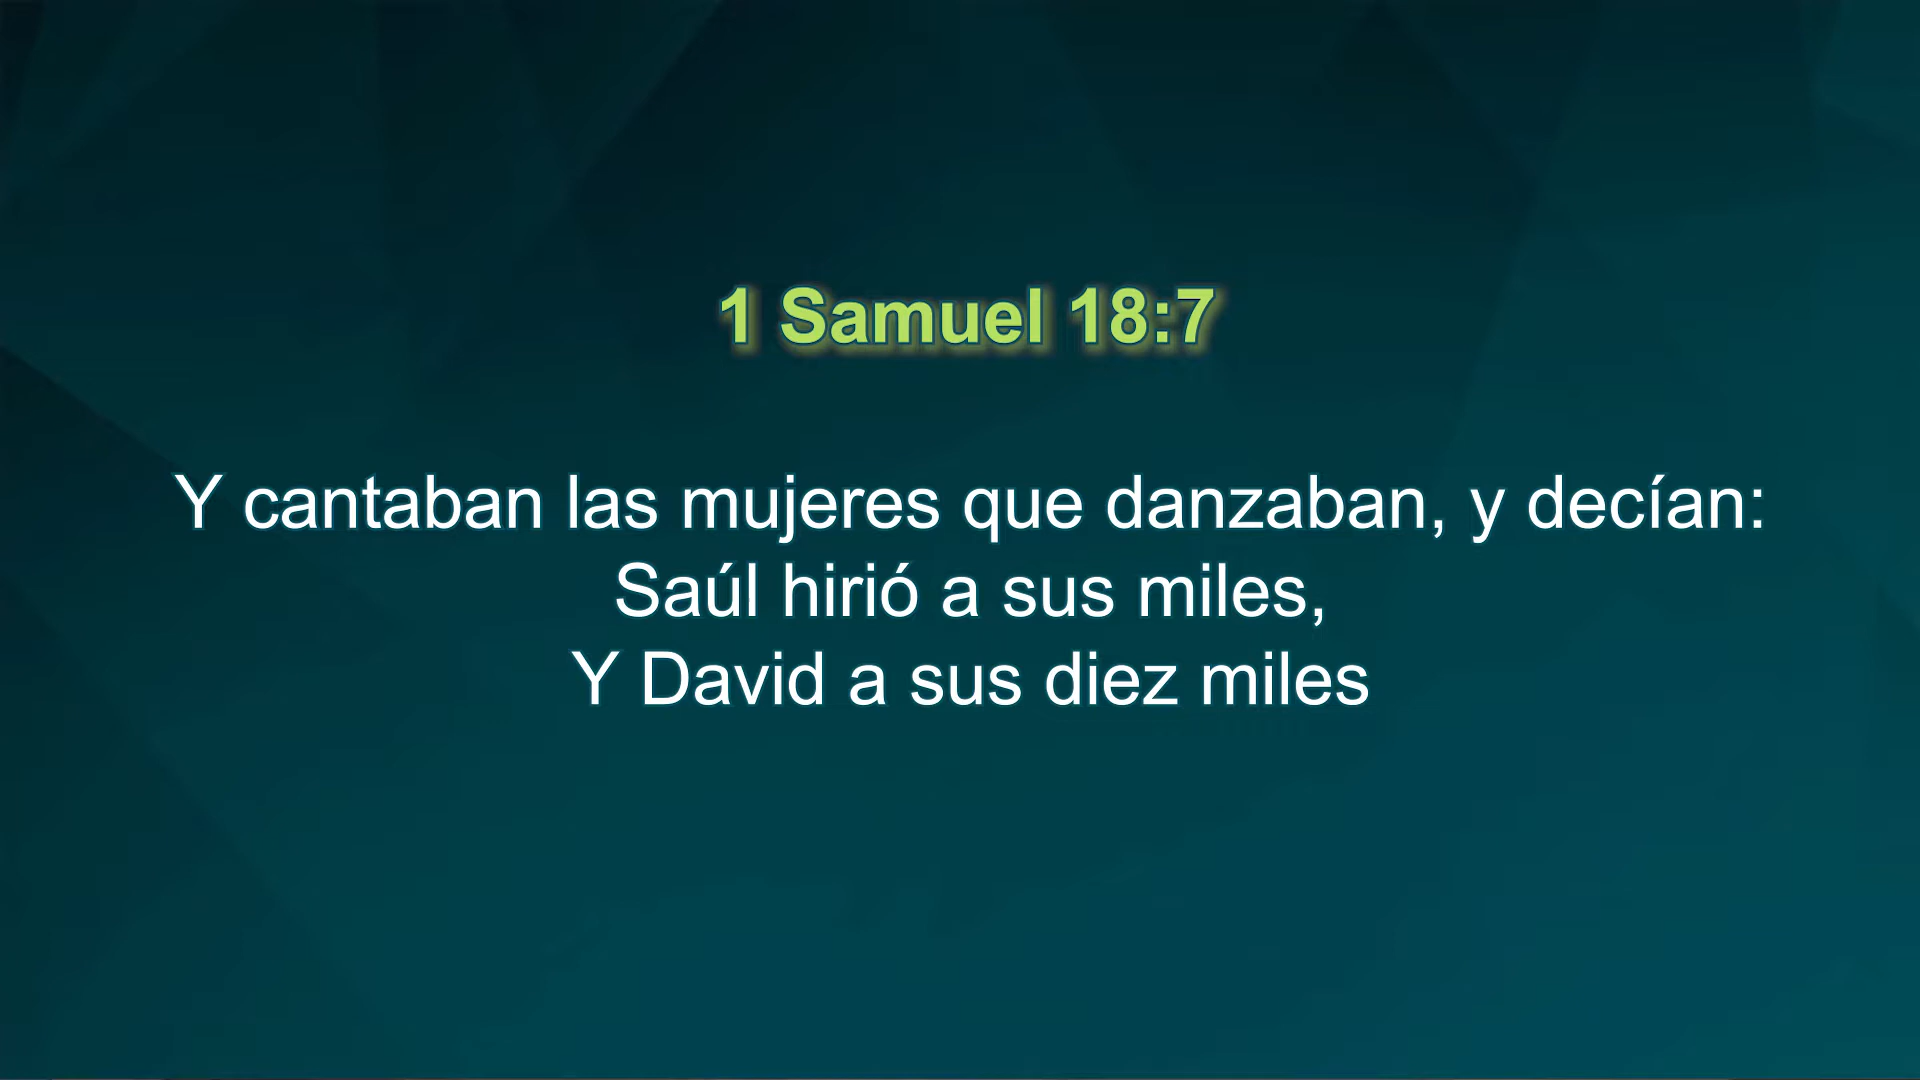 1 Samuel 18:7
Y cantaban las mujeres que danzaban, y decían:
Saúl hirió a sus miles,
Y David a sus diez miles